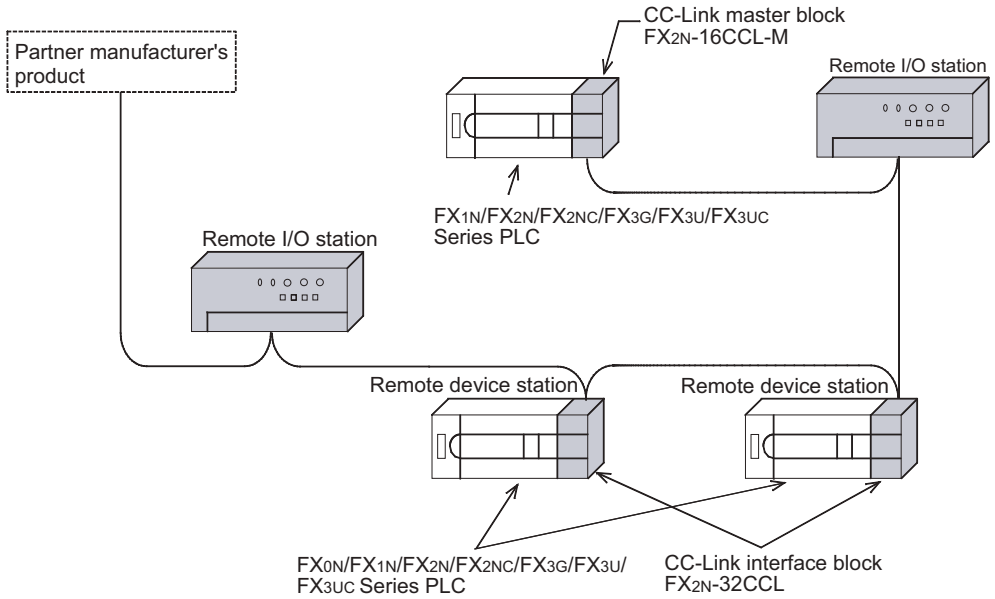 CC-Link master block
FX2N-16CCL-M
Partner manufacturer's
product
Remote I/O station
FX1N/FX2N/FX2NC/FX3G/FX3U/FX3UC
Series PLC
Remote I/O station
Remote device station
Remote device station
FX0N/FX1N/FX2N/FX2NC/FX3G/FX3U/
FX3UC Series PLC
CC-Link interface block
FX2N-32CCL